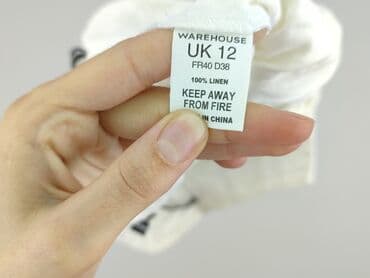 WAREHOUSE
UK 12
FR40 D38
100% LINEN
KEEP AWAY
FROM FIRE
IN CHINA